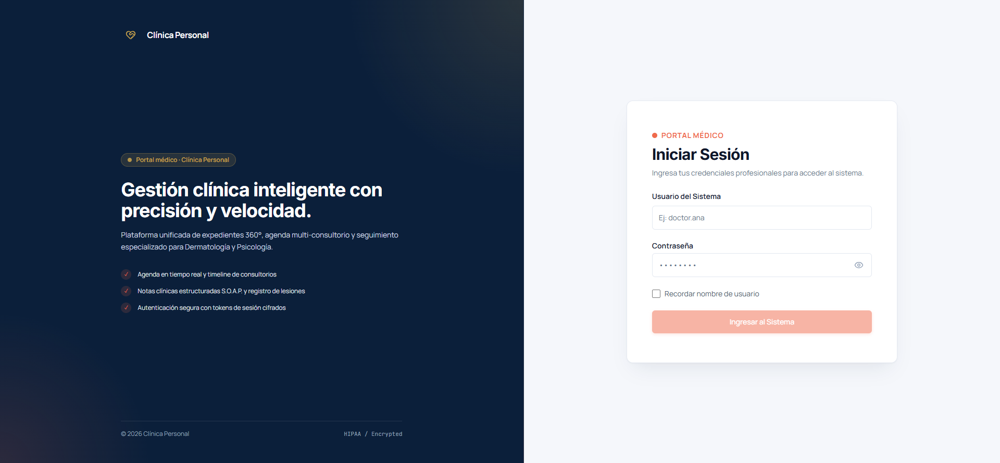 Clínica Personal
Portal médico · Clínica Personal
Gestión clínica inteligente con
precisión y velocidad.
Plataforma unificada de expedientes 360°, agenda multi-consultorio y seguimiento
especializado para Dermatología y Psicología.
✓ Agenda en tiempo real y timeline de consultorios
✓ Notas clínicas estructuradas S.O.A.P. y registro de lesiones
✓ Autenticación segura con tokens de sesión cifrados
© 2026 Clínica Personal
HIPAA / Encrypted
PORTAL MÉDICO
Iniciar Sesión
Ingresa tus credenciales profesionales para acceder al sistema.
Usuario del Sistema
Ej: doctor.ana
Contraseña
••••••••
Recordar nombre de usuario
Ingresar al Sistema